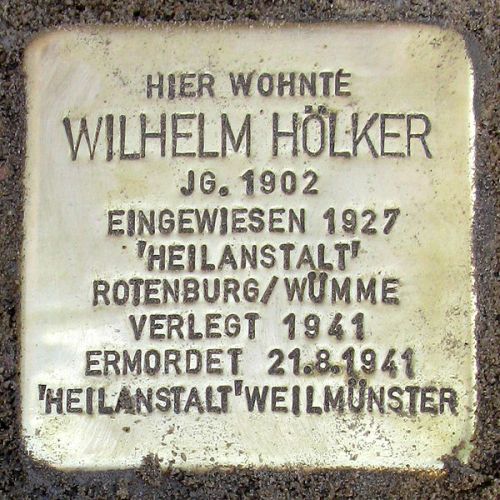 HIER WOHNTE
WILHELM HÖLKER
JG. 1902
EINGEWIESEN 1927
'HEILANSTALT'
ROTENBURG/WÜMME
VERLEGT 1941
ERMORDET 21.8.1941
'HEILANSTALT' WEILMÜNSTER